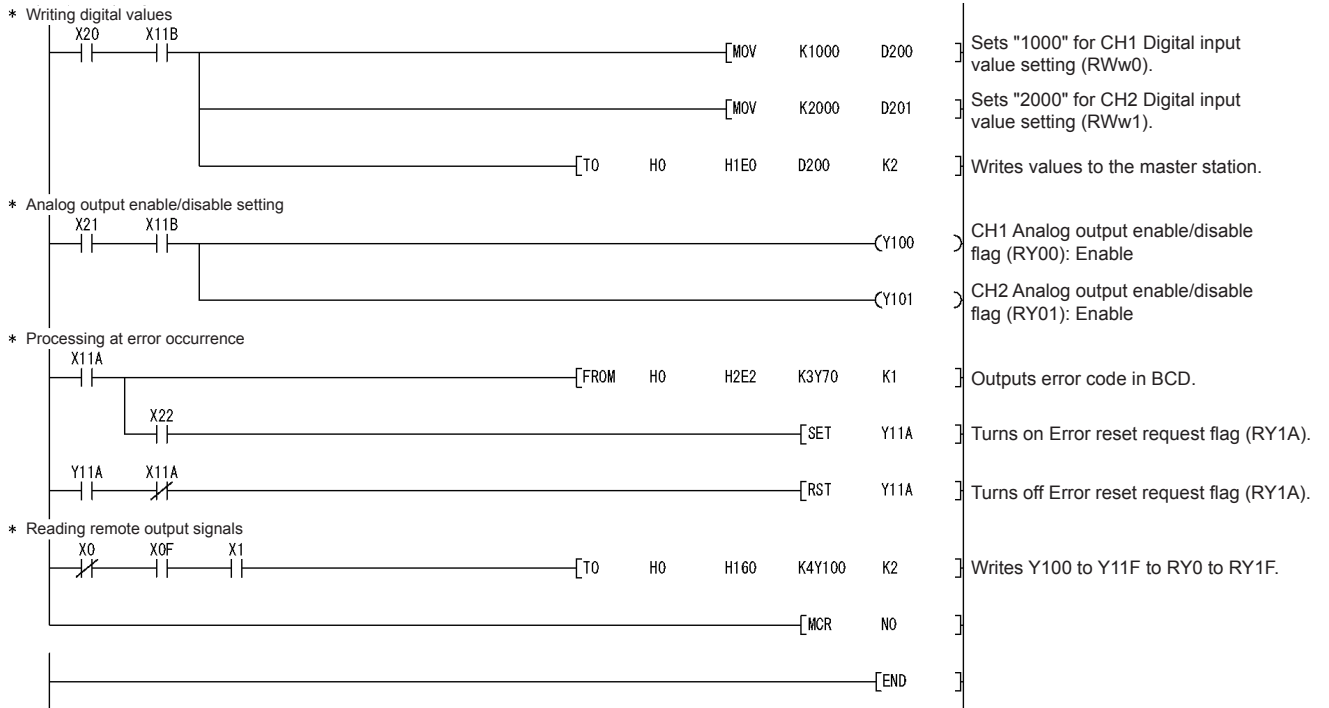 * Writing digital values
X20 X11B
MOV K1000 D200
Sets "1000" for CH1 Digital input
value setting (RWw0).
MOV K2000 D201
Sets "2000" for CH2 Digital input
value setting (RWw1).
TO H0 H1E0 D200 K2
Writes values to the master station.
* Analog output enable/disable setting
X21 X11B
Y100
CH1 Analog output enable/disable
flag (RY00): Enable
Y101
CH2 Analog output enable/disable
flag (RY01): Enable
* Processing at error occurrence
X11A
FROM H0 H2E2 K3Y70 K1
Outputs error code in BCD.
X22
SET Y11A
Turns on Error reset request flag (RY1A).
Y11A X11A
RST Y11A
Turns off Error reset request flag (RY1A).
* Reading remote output signals
X0 X0F X1
TO H0 H160 K4Y100 K2
Writes Y100 to Y11F to RY0 to RY1F.
MCR N0
END